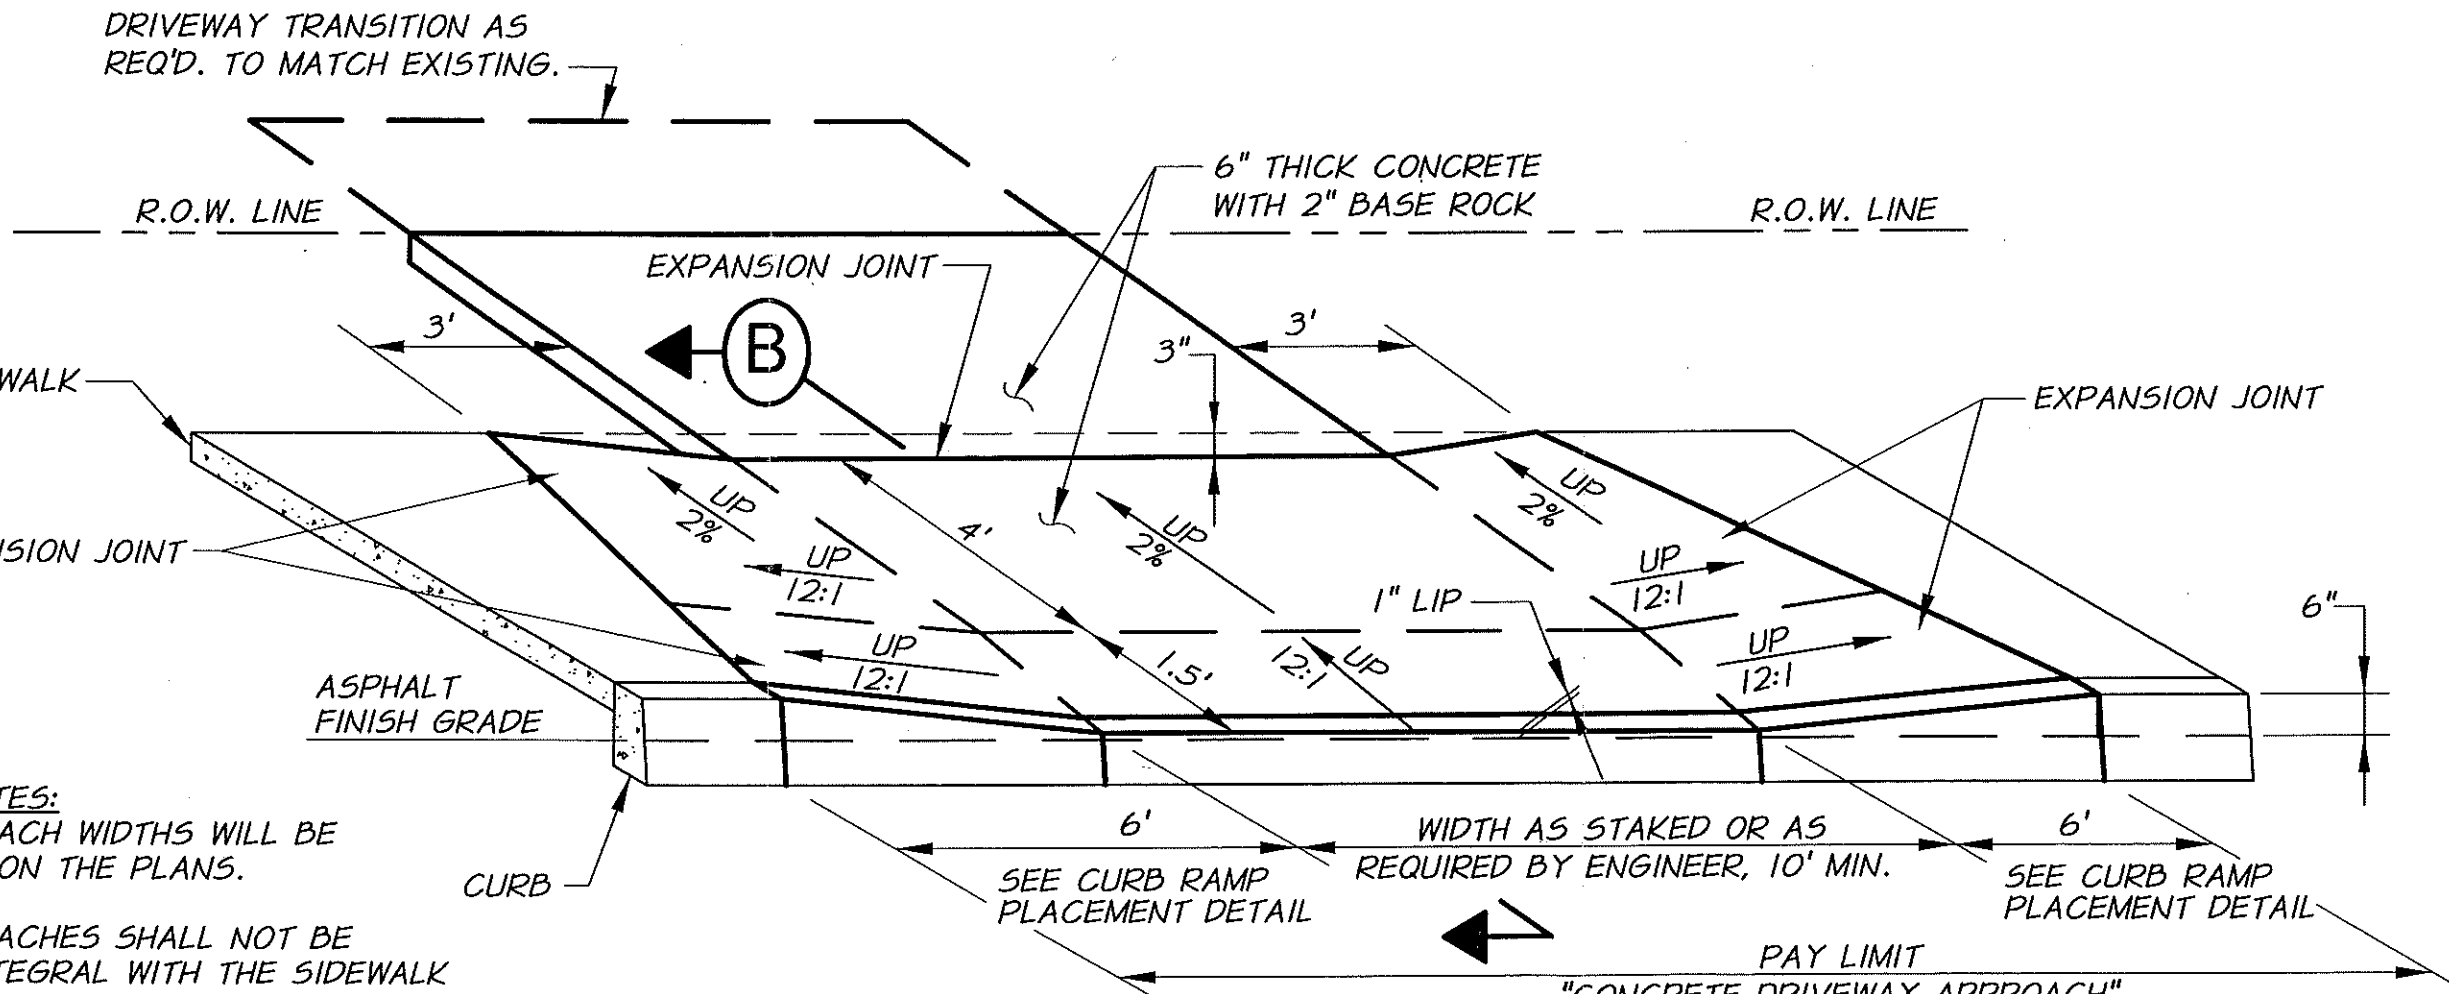 DRIVEWAY TRANSITION AS
REQ'D. TO MATCH EXISTING.
6" THICK CONCRETE
WITH 2" BASE ROCK
R.O.W. LINE
R.O.W. LINE
EXPANSION JOINT
3'
B
3"
3'
WALK
EXPANSION JOINT
UP
2%
4'
UP
2%
UP
2%
SION JOINT
UP
12:1
UP
12:1
1" LIP
6"
UP
12:1
1.5'
12:1
UP
UP
12:1
ASPHALT
FINISH GRADE
TES:
ACH WIDTHS WILL BE
ON THE PLANS.
CURB
6'
SEE CURB RAMP
PLACEMENT DETAIL
WIDTH AS STAKED OR AS
REQUIRED BY ENGINEER, 10' MIN.
6'
SEE CURB RAMP
PLACEMENT DETAIL
ACHES SHALL NOT BE
TEGRAL WITH THE SIDEWALK
PAY LIMIT
"CONCRETE DRIVEWAY APPROACH"